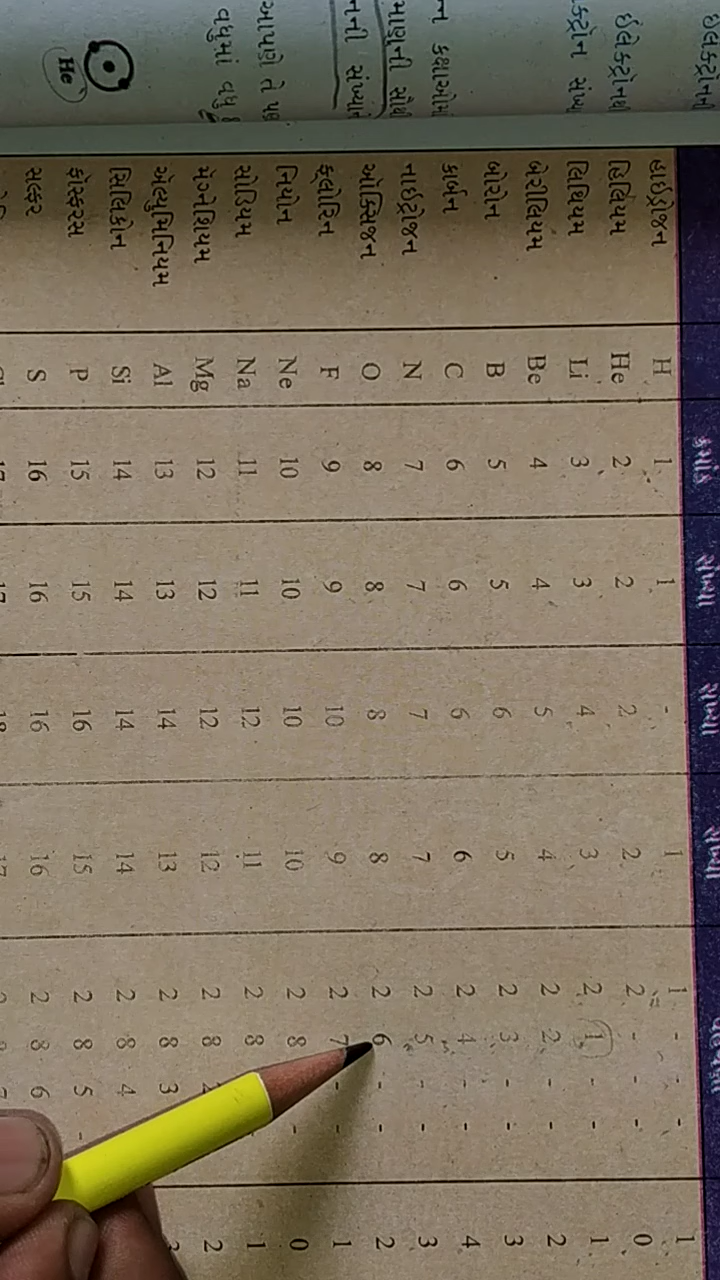 ક્રમાંક સંખ્યા સંખ્યા સંખ્યા
હાઇડ્રોજન H 1 1 - 1 1 - - - 1
હિલિયમ He 2 2 2 2 2 - - - 0
લિથિયમ Li 3 3 4 3 2 1 - - 1
બેરીલિયમ Be 4 4 5 4 2 2 - - 2
બોરોન B 5 5 6 5 2 3 - - 3
કાર્બન C 6 6 6 6 2 4 - - 4
નાઈટ્રોજન N 7 7 7 7 2 5 - - 3
ઑક્સિજન O 8 8 8 8 2 6 - - 2
ફ્લોરિન F 9 9 10 9 2 7 - - 1
નિયોન Ne 10 10 10 10 2 8 - 0
સોડિયમ Na 11 11 12 11 2 8 1
મૅગ્નેશિયમ Mg 12 12 12 12 2 8 2
ઍલ્યુમિનિયમ Al 13 13 14 13 2 8 3
સિલિકોન Si 14 14 14 14 2 8 4
ફૉસ્ફરસ P 15 15 16 15 2 8 5 -
સલ્ફર S 16 16 16 16 2 8 6
ઇલેક્ટ્રોનની
ઇલેક્ટ્રોનથી
ન કક્ષાઓમાં
નની સંખ્યાને
આપણે તે પણ
વધુમાં વધુ
He